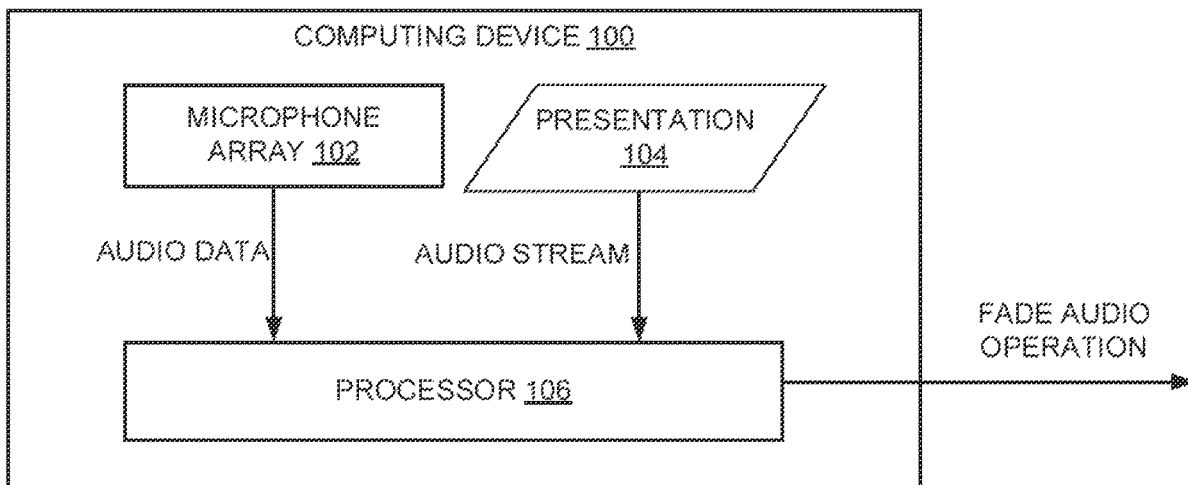 COMPUTING DEVICE 100
MICROPHONE
ARRAY 102
PRESENTATION
104
AUDIO DATA
AUDIO STREAM
FADE AUDIO
OPERATION
PROCESSOR 106